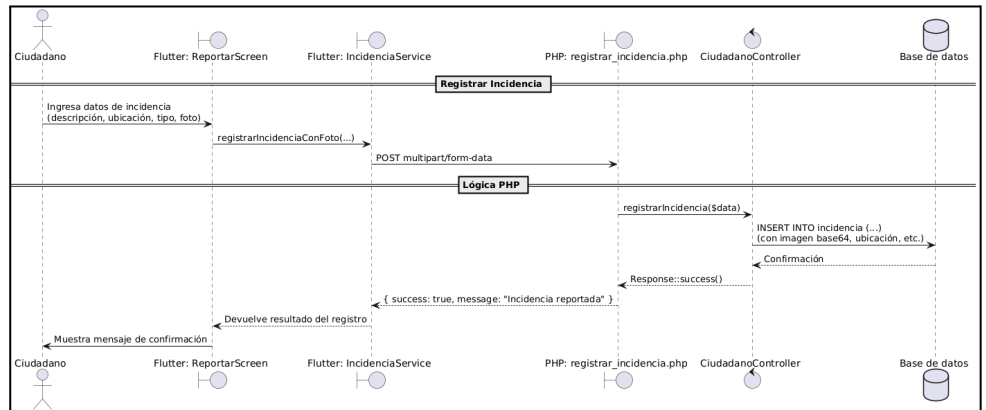 Ciudadano
Flutter: ReportarScreen
Flutter: IncidenciaService
PHP: registrar_incidencia.php
CiudadanoController
Base de datos
Registrar Incidencia
Ingresa datos de incidencia
(descripción, ubicación, tipo, foto)
registrarIncidenciaConFoto(...)
POST multipart/form-data
Lógica PHP
registrarIncidencia($data)
INSERT INTO incidencia (...)
(con imagen base64, ubicación, etc.)
Confirmación
Response::success()
{ success: true, message: "Incidencia reportada" }
Devuelve resultado del registro
Muestra mensaje de confirmación
Ciudadano
Flutter: ReportarScreen
Flutter: IncidenciaService
PHP: registrar_incidencia.php
CiudadanoController
Base de datos